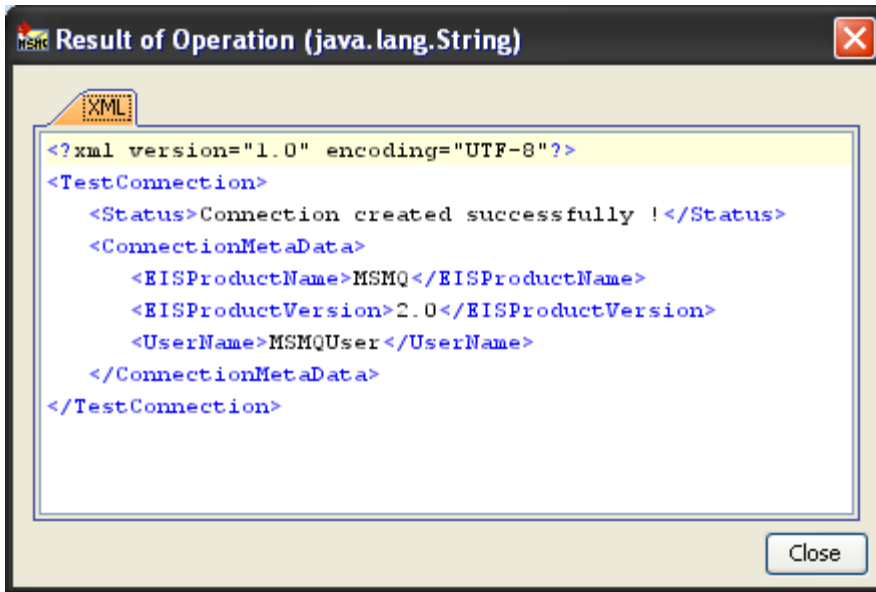 Result of Operation (java.lang.String)
XML
<?xml version="1.0" encoding="UTF-8"?>
<TestConnection>
<Status>Connection created successfully !</Status>
<ConnectionMetaData>
<EISProductName>MSMQ</EISProductName>
<EISProductVersion>2.0</EISProductVersion>
<UserName>MSMQUser</UserName>
</ConnectionMetaData>
</TestConnection>
Close